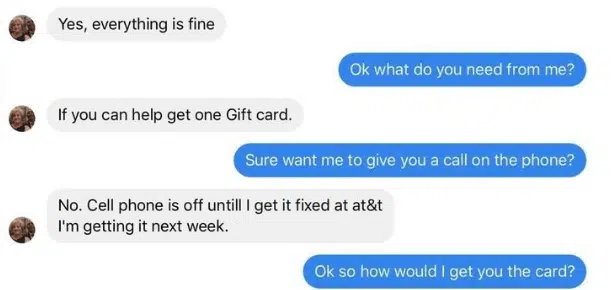 Yes, everything is fine
Ok what do you need from me?
If you can help get one Gift card.
Sure want me to give you a call on the phone?
No. Cell phone is off untill I get it fixed at at&t
I'm getting it next week.
Ok so how would I get you the card?